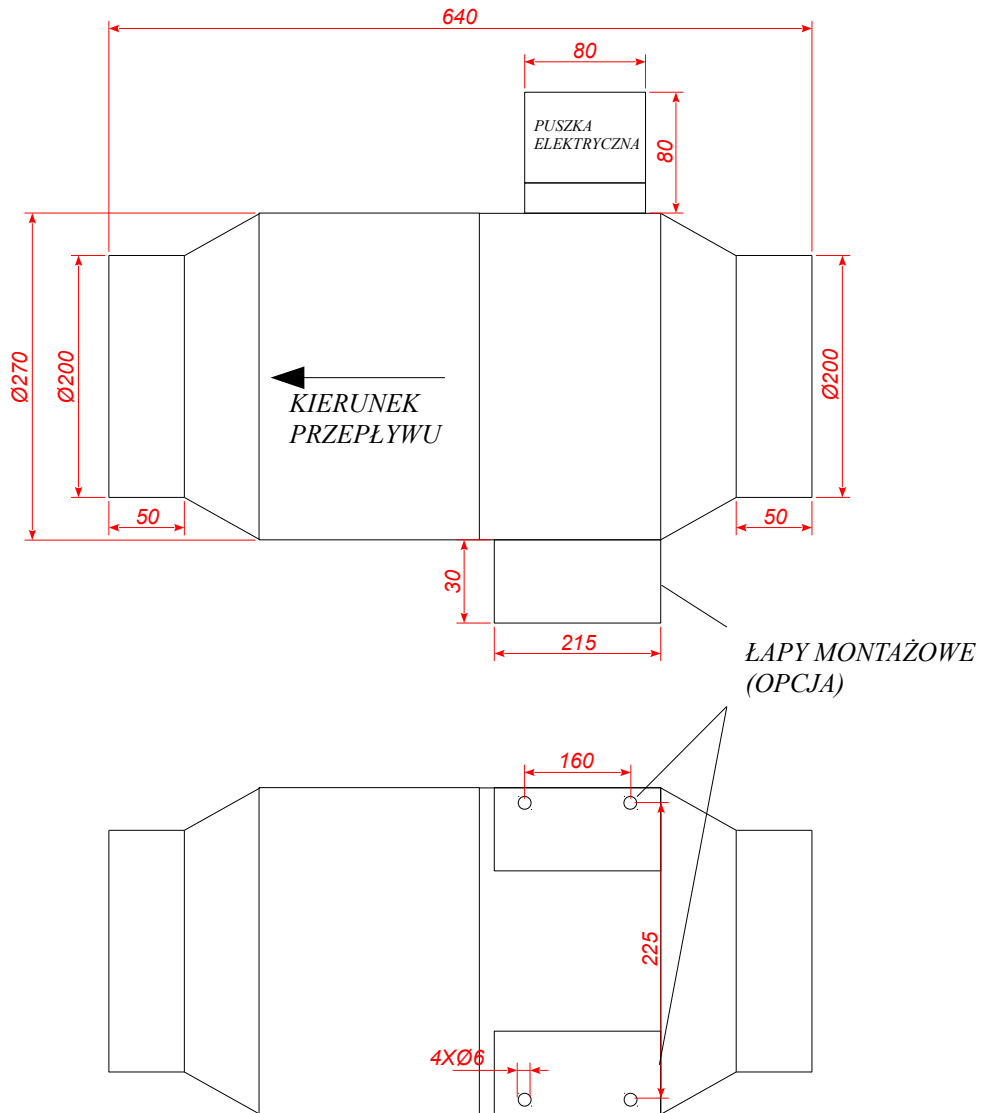 640
80
PUSZKA
ELEKTRYCZNA
80
Ø270
Ø200
Ø200
KIERUNEK
PRZEPŁYWU
50
50
30
215
ŁAPY MONTAŻOWE
(OPCJA)
160
225
4XØ6